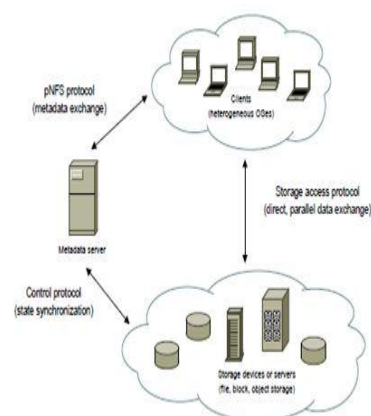 pNFS protocol
(metadata exchange)
Clients
(heterogeneous OSes)
Storage access protocol
(direct, parallel data exchange)
Metadata server
Control protocol
(state synchronization)
Storage devices or servers
(file, block, object storage)